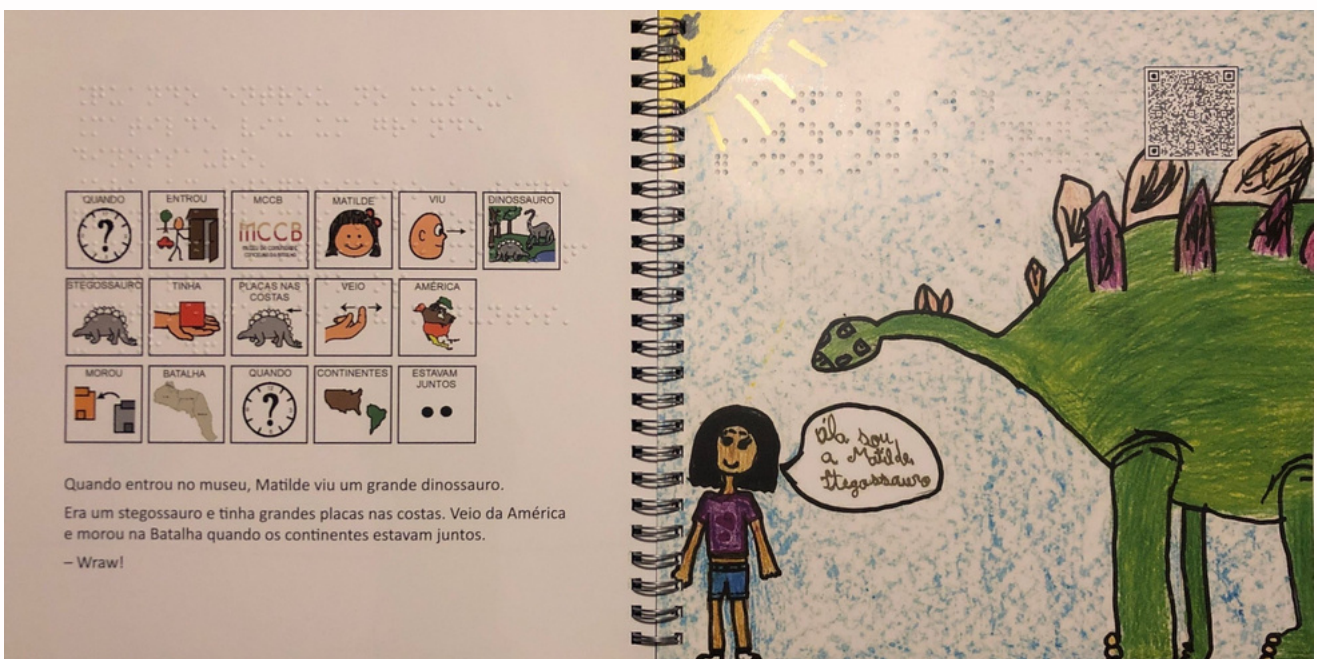 QUANDO
ENTROU
MCCB
MATILDE
VIU
DINOSSAURO
MCCB
STEGOSSAURO
TINHA
PLACAS NAS
COSTAS
VEIO
AMÉRICA
MOROU
BATALHA
QUANDO
CONTINENTES
ESTAVAM
JUNTOS
Quando entrou no museu, Matilde viu um grande dinossauro.
Era um stegossauro e tinha grandes placas nas costas. Veio da América
e morou na Batalha quando os continentes estavam juntos.
– Wraw!
sou
a Matilde
Stegossauro